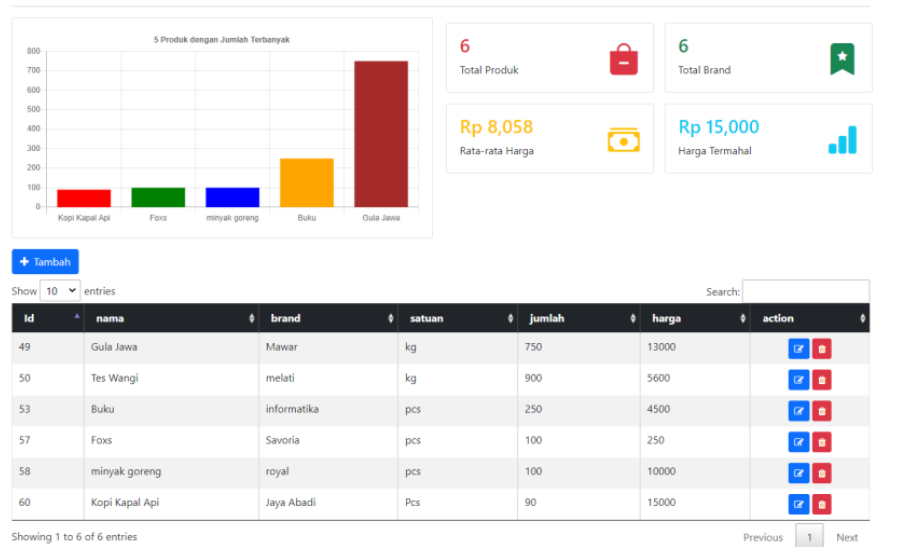 5 Produk dengan Jumlah Terbanyak
800
700
600
500
400
300
200
100
0
Kopi Kapal Api Foxs minyak goreng Buku Gula Jawa
6
Total Produk
6
Total Brand
Rp 8,058
Rata-rata Harga
Rp 15,000
Harga Termahal
+ Tambah
Show 10 entries Search:
Id nama brand satuan jumlah harga action
49 Gula Jawa Mawar kg 750 13000
50 Tes Wangi melati kg 900 5600
53 Buku informatika pcs 250 4500
57 Foxs Savoria pcs 100 250
58 minyak goreng royal pcs 100 10000
60 Kopi Kapal Api Jaya Abadi Pcs 90 15000
Showing 1 to 6 of 6 entries Previous 1 Next